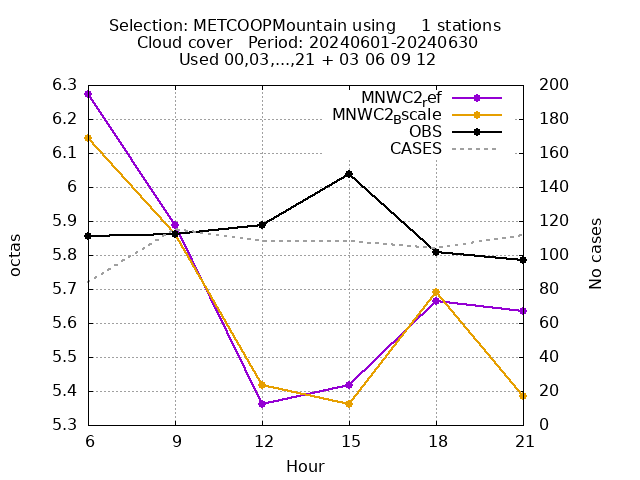 Selection: METCOOPMountain using     1 stations
Cloud cover   Period: 20240601-20240630
Used 00,03,...,21 + 03 06 09 12
MNWC2ref
MNWC2Bscale
OBS
CASES
6.3
6.2
6.1
6
5.9
5.8
5.7
5.6
5.5
5.4
5.3
octas
200
180
160
140
120
100
80
60
40
20
0
No cases
6 9 12 15 18 21
Hour